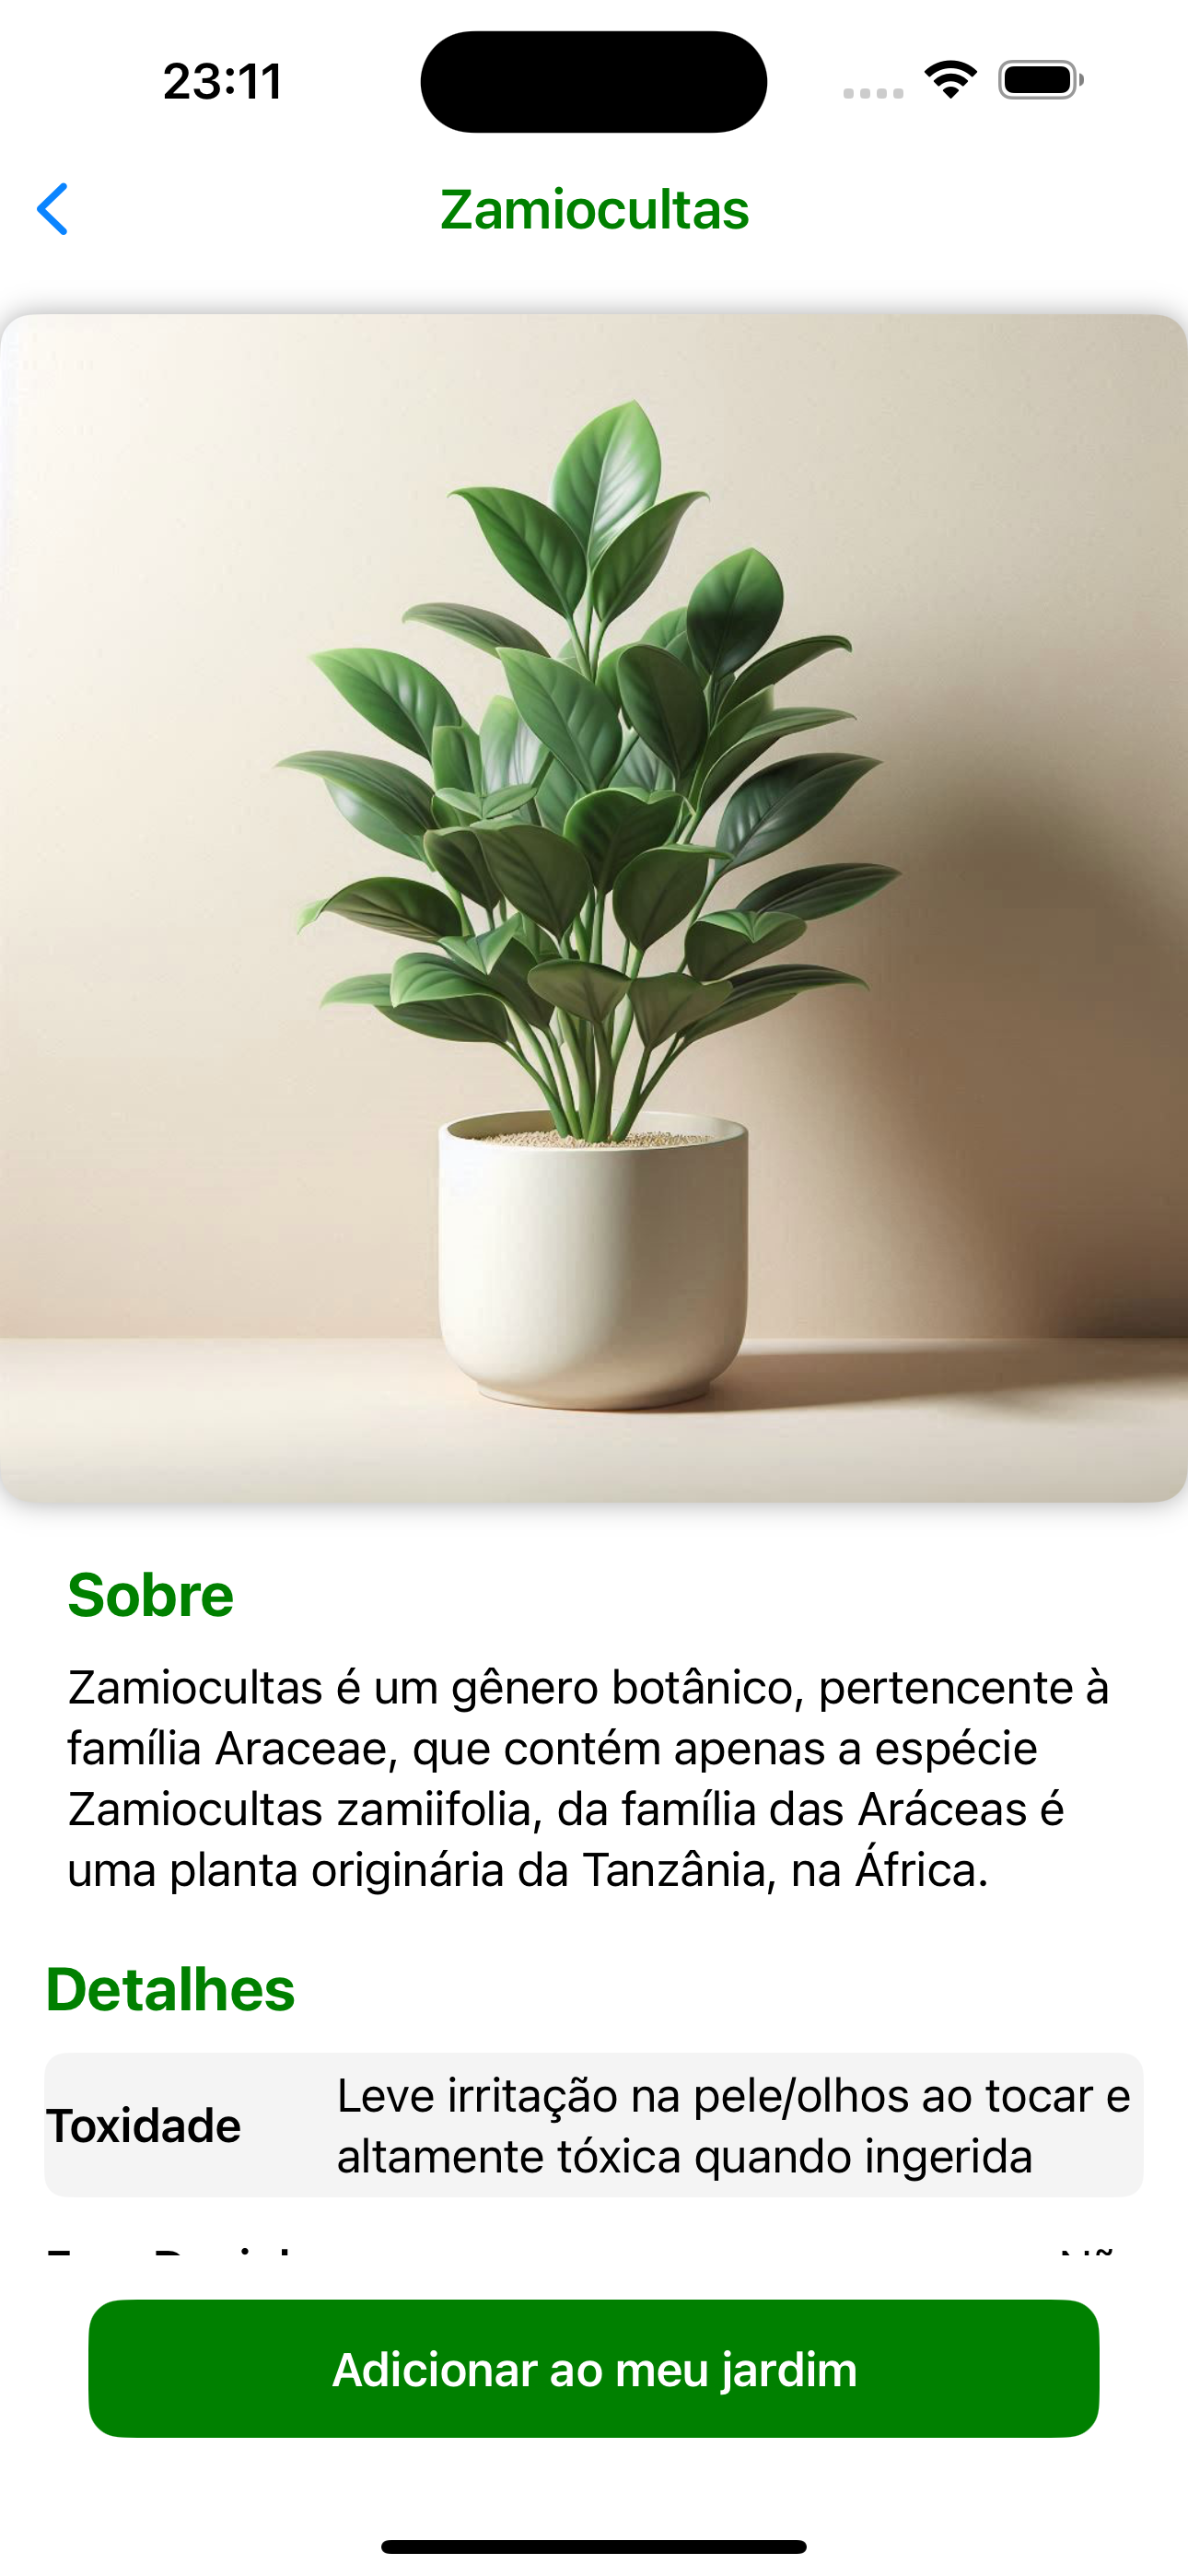 23:11
Zamiocultas
Sobre
Zamiocultas é um gênero botânico, pertencente à
família Araceae, que contém apenas a espécie
Zamiocultas zamiifolia, da família das Aráceas é
uma planta originária da Tanzânia, na África.
Detalhes
Toxidade
Leve irritação na pele/olhos ao tocar e
altamente tóxica quando ingerida
Adicionar ao meu jardim